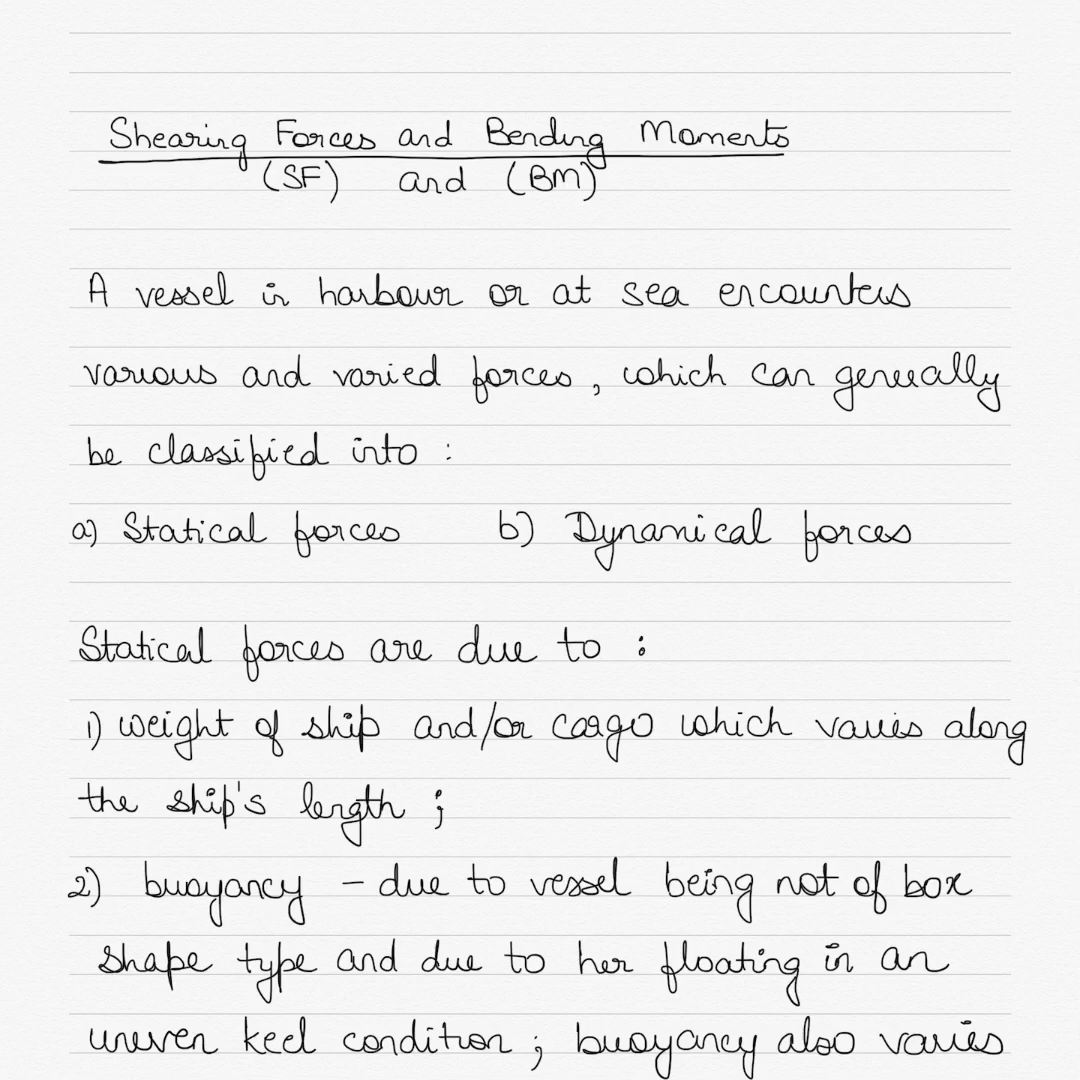 Shearing Forces and Bending Moments
(SF) and (BM)
A vessel in harbour or at sea encounters
various and varied forces, which can generally
be classified into :
a) Statical forces b) Dynamical forces
Statical forces are due to :
1) weight of ship and/or cargo which varies along
the ship's length ;
2) buoyancy - due to vessel being not of box
shape type and due to her floating in an
uneven keel condition ; buoyancy also varies